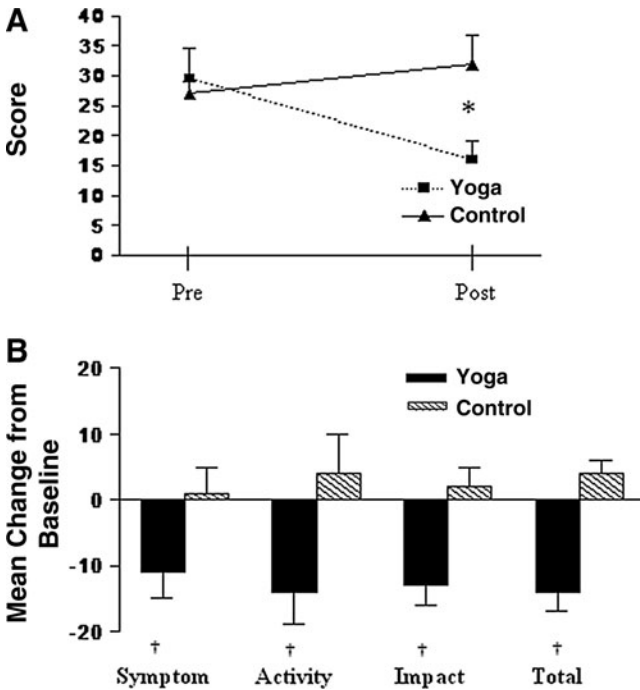 A
Score
40
35
30
25
20
15
10
5
0
*
Yoga
Control
Pre Post
B
Mean Change from
Baseline
20
10
0
-10
-20
Yoga
Control
† † † †
Symptom Activity Impact Total